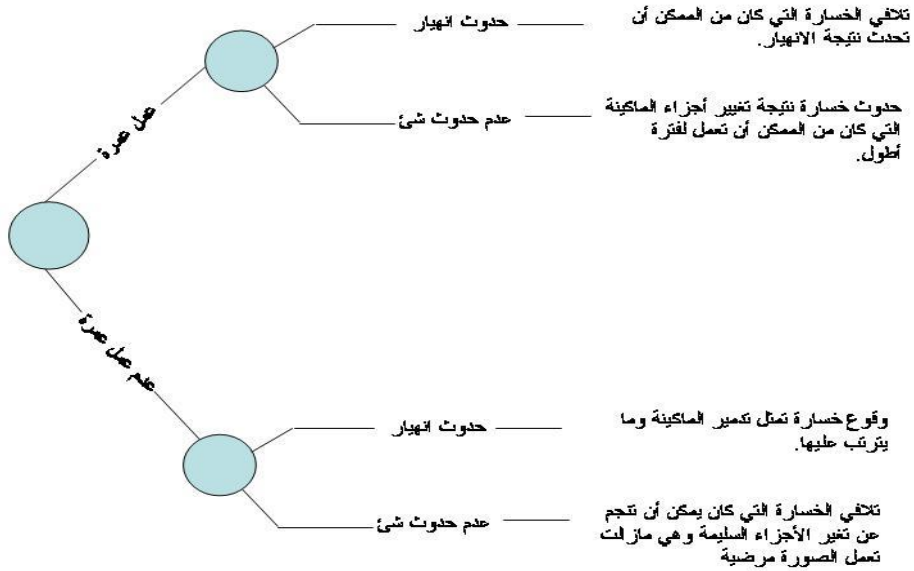 حدوث انهيار
تلافي الخسارة التي كان من الممكن أن
تحدث نتيجة الانهيار.
عمل عمرة
عدم حدوث شئ
حدوث خسارة نتيجة تغيير أجزاء الماكينة
التي كان من الممكن أن تعمل لفترة
أطول.
عدم عمل عمرة
حدوث انهيار
وقوع خسارة تمثل تدمير الماكينة وما
يترتب عليها.
عدم حدوث شئ
تلافي الخسارة التي كان يمكن أن تنجم
عن تغير الأجزاء السليمة وهي مازالت
تعمل الصورة مرضية